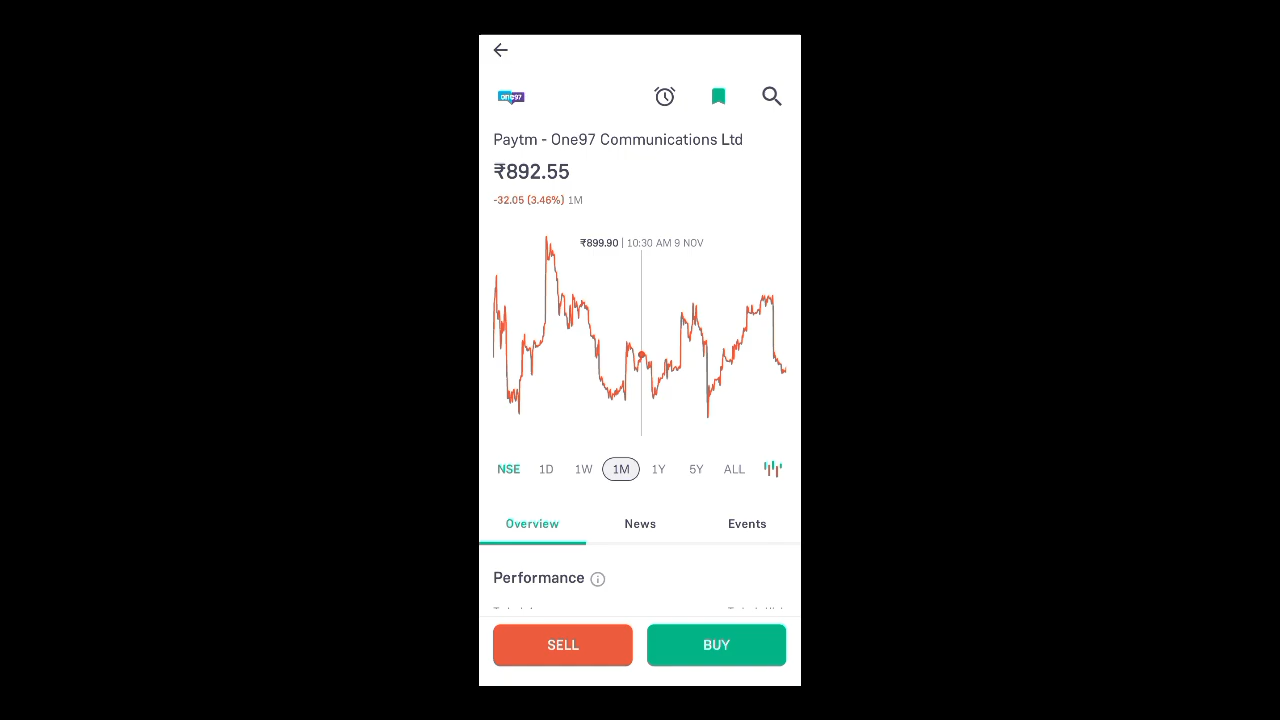 one97
Paytm - One97 Communications Ltd
₹892.55
-32.05 (3.46%) 1M
₹899.90 | 10:30 AM 9 NOV
NSE 1D 1W 1M 1Y 5Y ALL
Overview News Events
Performance
SELL BUY